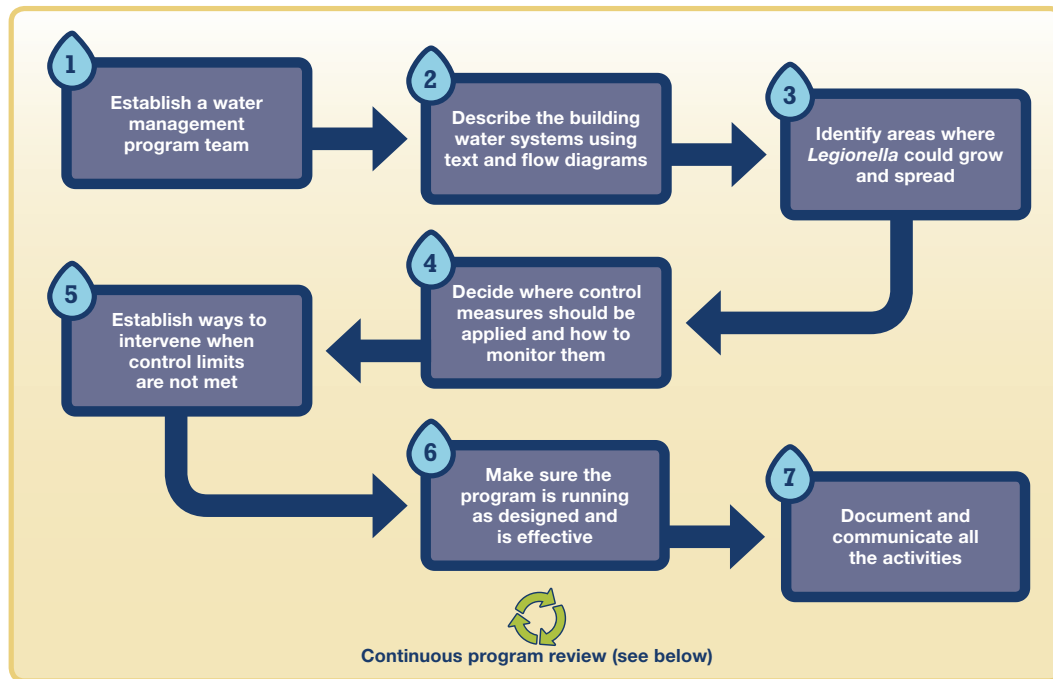 1
Establish a water
management
program team
2
Describe the building
water systems using
text and flow diagrams
3
Identify areas where
Legionella could grow
and spread
4
Decide where control
measures should be
applied and how to
monitor them
5
Establish ways to
intervene when
control limits
are not met
6
Make sure the
program is running
as designed and
is effective
7
Document and
communicate all
the activities
Continuous program review (see below)